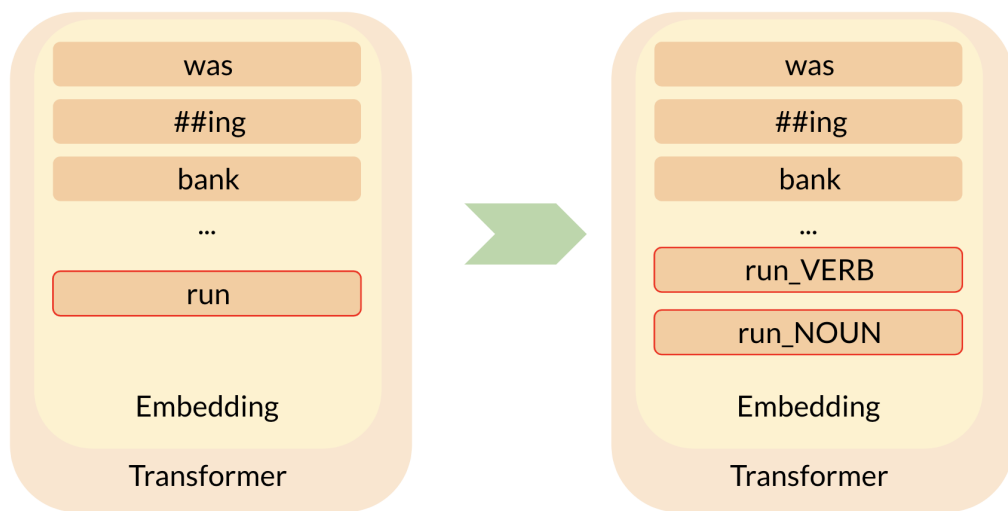 was
##ing
bank
...
run
Embedding
Transformer
was
##ing
bank
...
run_VERB
run_NOUN
Embedding
Transformer